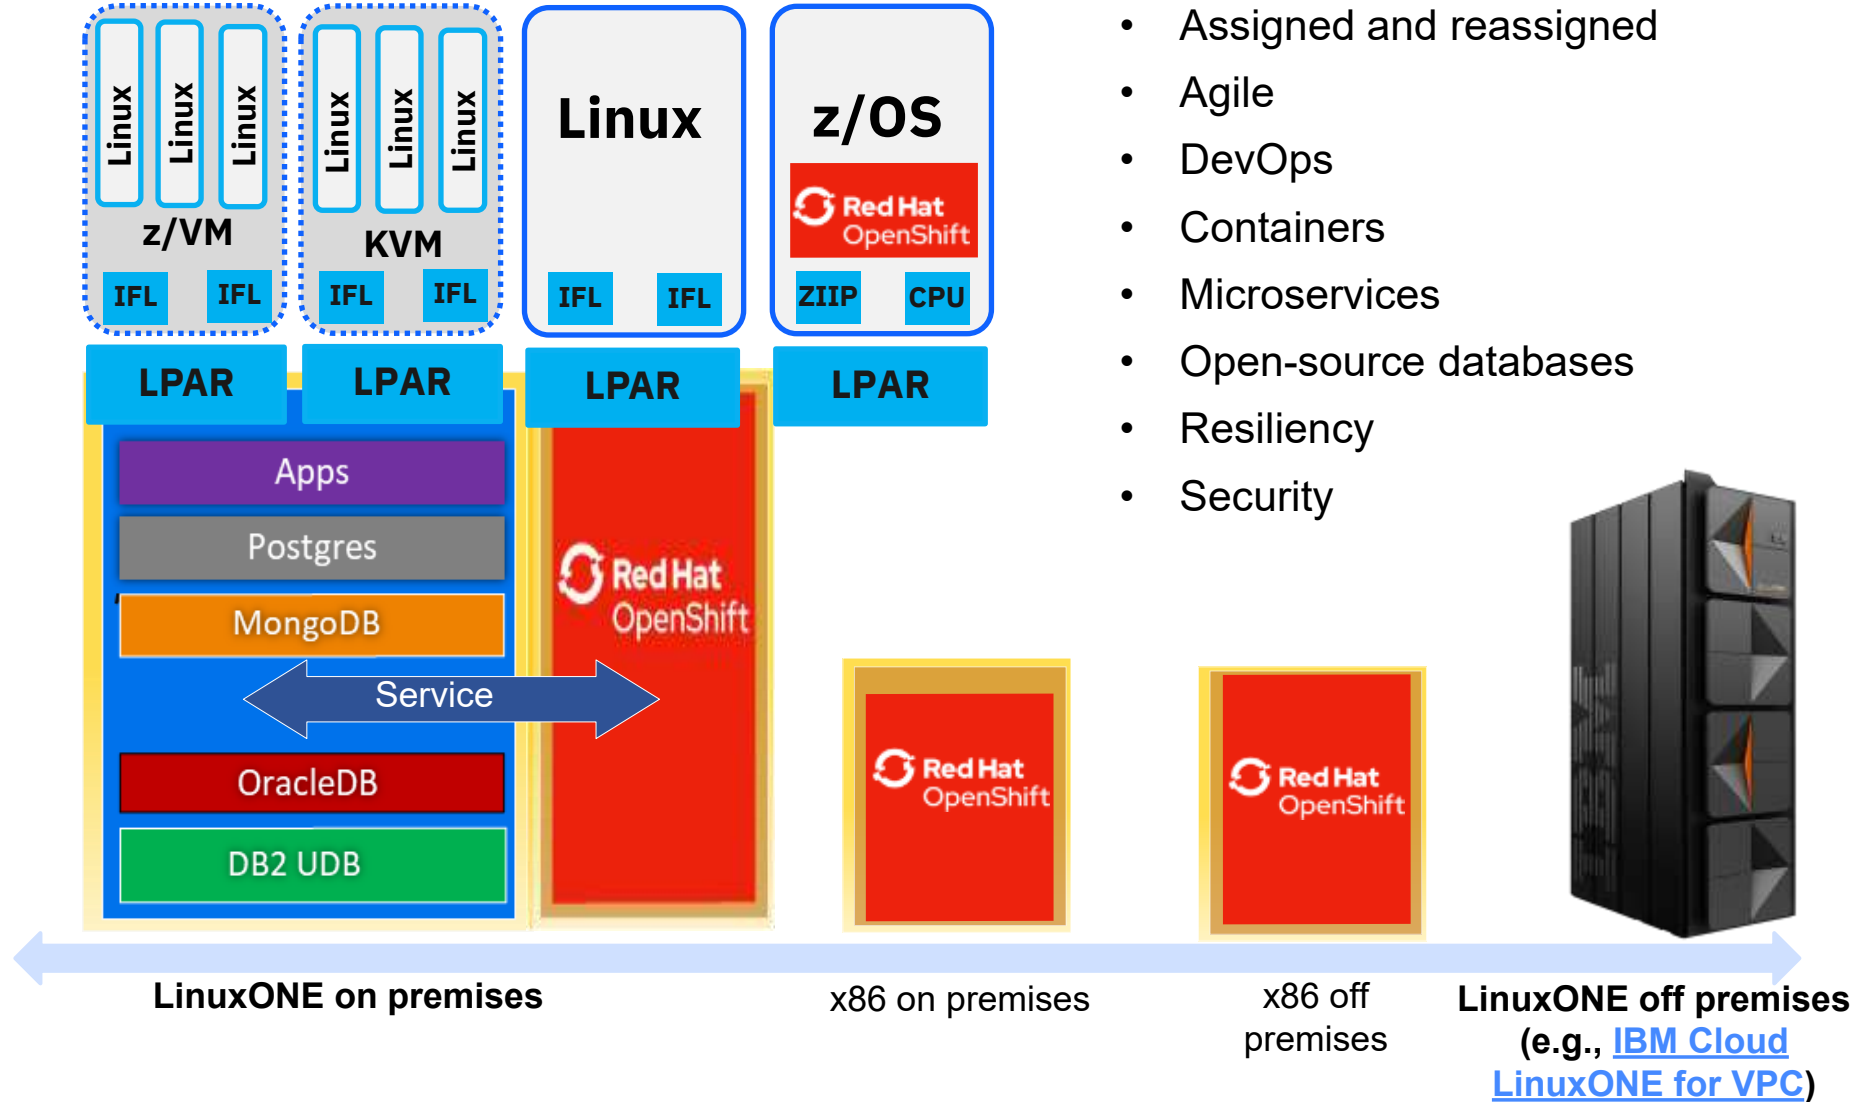 Linux
Linux
Linux
z/VM
IFL
IFL
LPAR
Linux
Linux
Linux
KVM
IFL
IFL
LPAR
Linux
IFL
IFL
LPAR
z/OS
Red Hat
OpenShift
ZIIP
CPU
LPAR
• Assigned and reassigned
• Agile
• DevOps
• Containers
• Microservices
• Open-source databases
• Resiliency
• Security
Apps
Postgres
MongoDB
Service
OracleDB
DB2 UDB
Red Hat
OpenShift
Red Hat
OpenShift
Red Hat
OpenShift
LinuxONE on premises
x86 on premises
x86 off
premises
LinuxONE off premises
(e.g., IBM Cloud
LinuxONE for VPC)